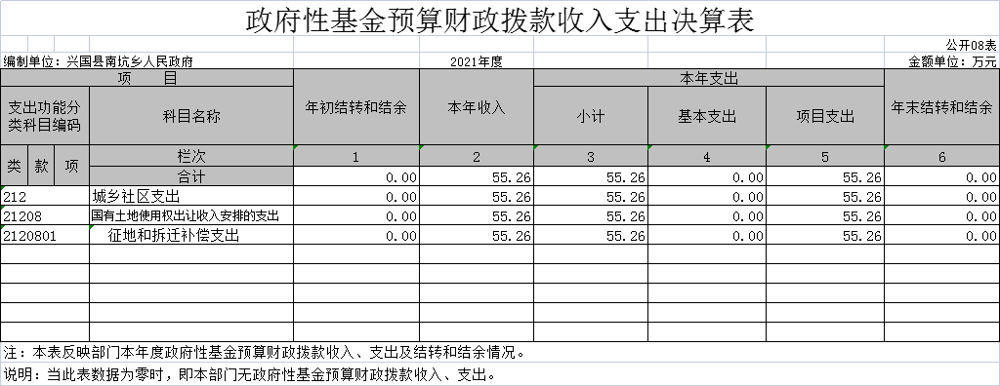 政府性基金预算财政拨款收入支出决算表
公开08表
编制单位：兴国县南坑乡人民政府 2021年度 金额单位：万元
项 目 年初结转和结余 本年收入 本年支出 年末结转和结余
支出功能分类科目编码 科目名称 小计 基本支出 项目支出
类 款 项 栏次 1 2 3 4 5 6
合计 0.00 55.26 55.26 0.00 55.26 0.00
212 城乡社区支出 0.00 55.26 55.26 0.00 55.26 0.00
21208 国有土地使用权出让收入安排的支出 0.00 55.26 55.26 0.00 55.26 0.00
2120801 征地和拆迁补偿支出 0.00 55.26 55.26 0.00 55.26 0.00
注：本表反映部门本年度政府性基金预算财政拨款收入、支出及结转和结余情况。
说明：当此表数据为零时，即本部门无政府性基金预算财政拨款收入、支出。